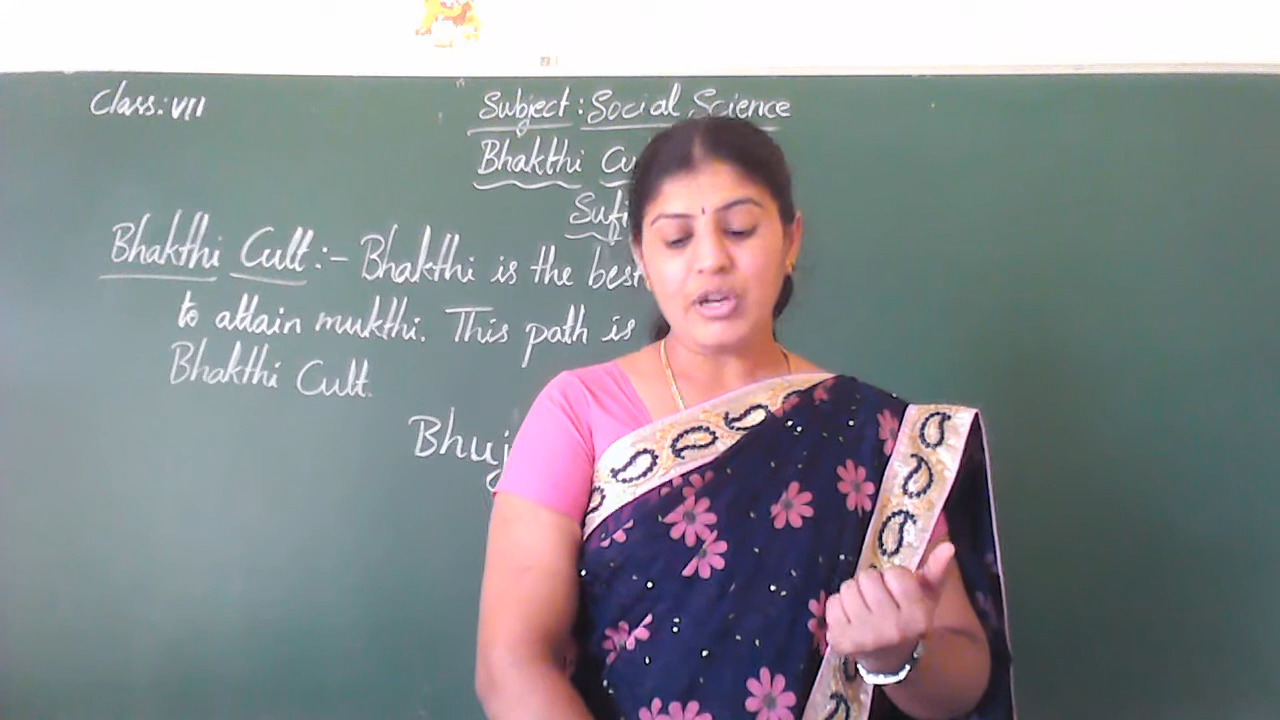 Class: VII
Subject: Social Science
Bhakthi Cu
Sufi
Bhakthi Cult:- Bhakthi is the best
to attain mukthi. This path is
Bhakthi Cult.
Bhuj